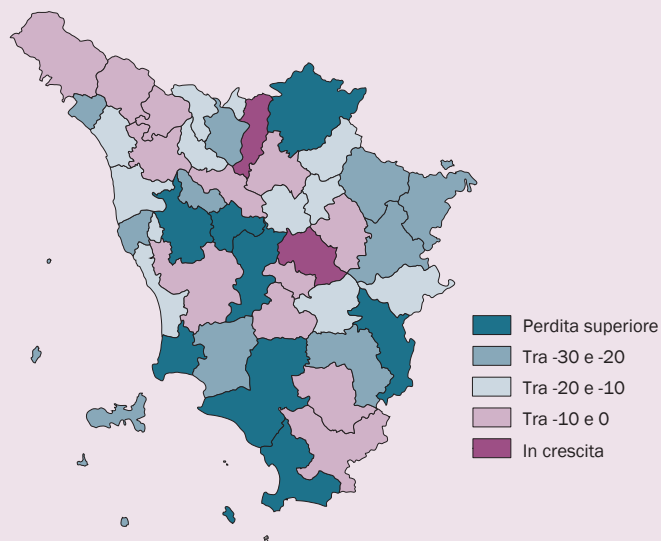 Perdita superiore
Tra -30 e -20
Tra -20 e -10
Tra -10 e 0
In crescita